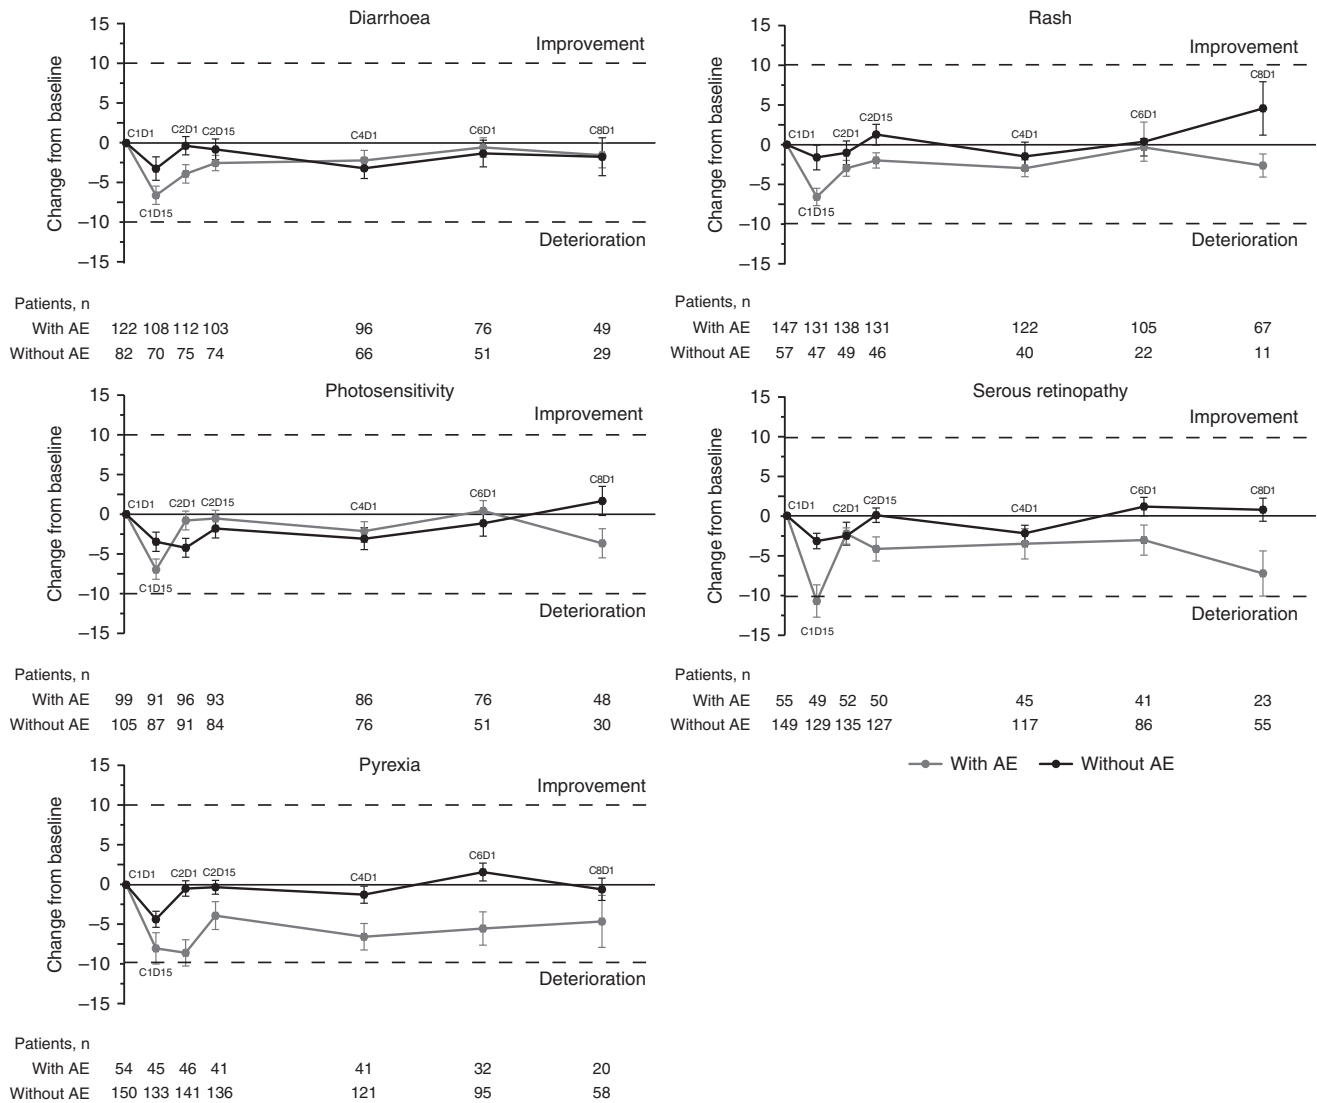 Diarrhoea
15
10
5
0
–5
–10
–15
Change from baseline
Improvement
Deterioration
C1D1
C1D15
C2D1
C2D15
C4D1
C6D1
C8D1
Patients, n
With AE 122 108 112 103 96 76 49
Without AE 82 70 75 74 66 51 29
Rash
15
10
5
0
–5
–10
–15
Change from baseline
Improvement
Deterioration
C1D1
C1D15
C2D1
C2D15
C4D1
C6D1
C8D1
Patients, n
With AE 147 131 138 131 122 105 67
Without AE 57 47 49 46 40 22 11
Photosensitivity
15
10
5
0
–5
–10
–15
Change from baseline
Improvement
Deterioration
C1D1
C1D15
C2D1
C2D15
C4D1
C6D1
C8D1
Patients, n
With AE 99 91 96 93 86 76 48
Without AE 105 87 91 84 76 51 30
Serous retinopathy
15
10
5
0
–5
–10
–15
Change from baseline
Improvement
Deterioration
C1D1
C1D15
C2D1
C2D15
C4D1
C6D1
C8D1
Patients, n
With AE 55 49 52 50 45 41 23
Without AE 149 129 135 127 117 86 55
With AE Without AE
Pyrexia
15
10
5
0
–5
–10
–15
Change from baseline
Improvement
Deterioration
C1D1
C1D15
C2D1
C2D15
C4D1
C6D1
C8D1
Patients, n
With AE 54 45 46 41 41 32 20
Without AE 150 133 141 136 121 95 58